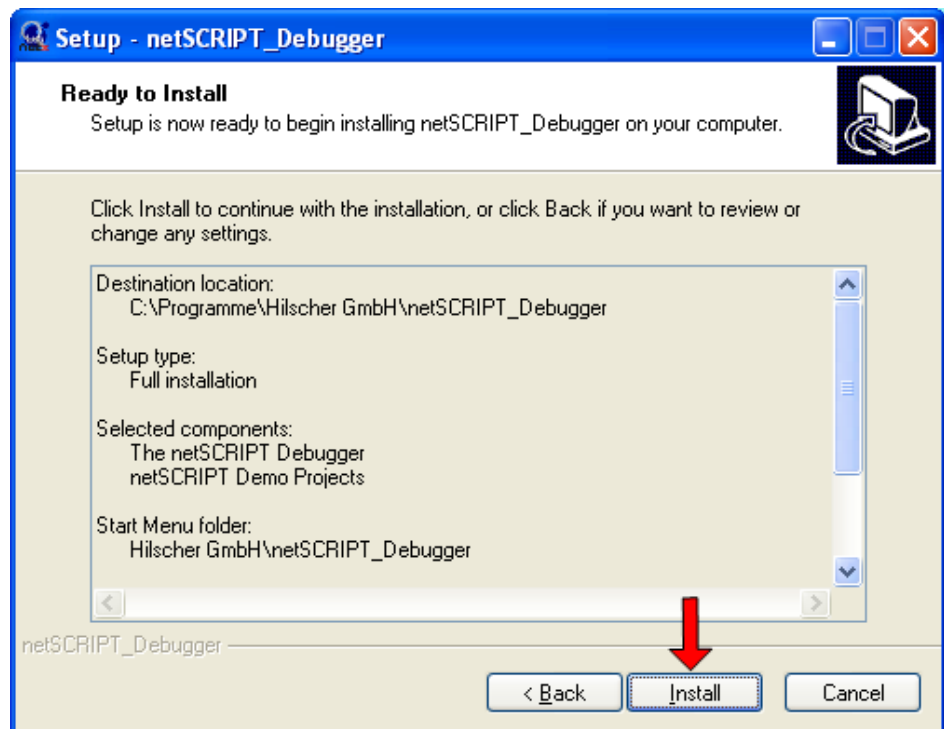 Setup - netSCRIPT_Debugger
Ready to Install
Setup is now ready to begin installing netSCRIPT_Debugger on your computer.
Click Install to continue with the installation, or click Back if you want to review or
change any settings.
Destination location:
C:\Programme\Hilscher GmbH\netSCRIPT_Debugger
Setup type:
Full installation
Selected components:
The netSCRIPT Debugger
netSCRIPT Demo Projects
Start Menu folder:
Hilscher GmbH\netSCRIPT_Debugger
netSCRIPT_Debugger
< Back Install Cancel